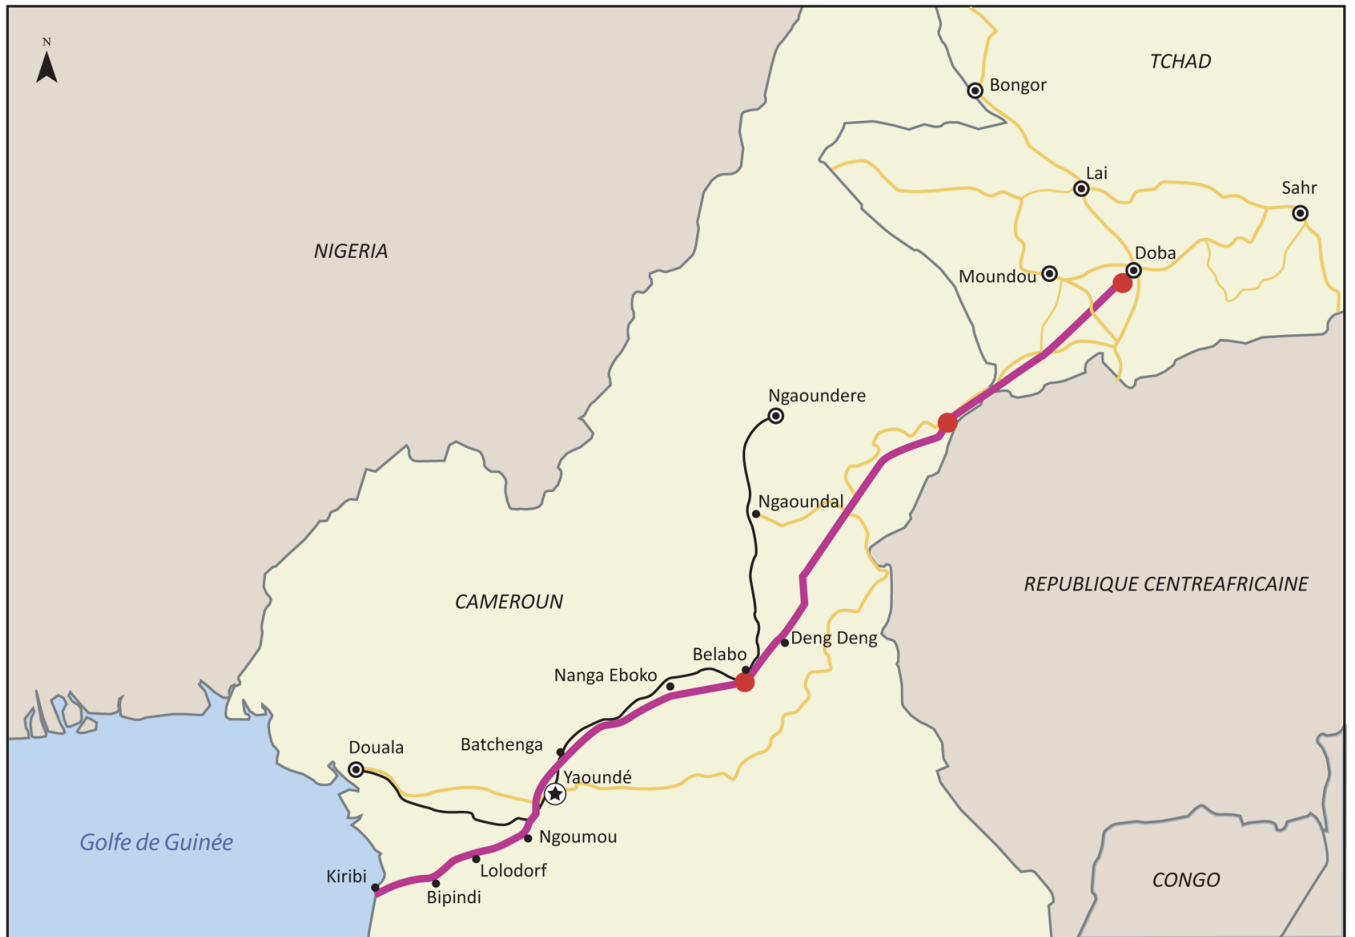 N
TCHAD
Bongor
Lai
Sahr
NIGERIA
Doba
Moundou
Ngaoundere
Ngaoundal
REPUBLIQUE CENTREAFRICAINE
CAMEROUN
Deng Deng
Belabo
Nanga Eboko
Batchenga
Douala
Yaoundé
Golfe de Guinée
Ngoumou
Lolodorf
Kiribi
Bipindi
CONGO